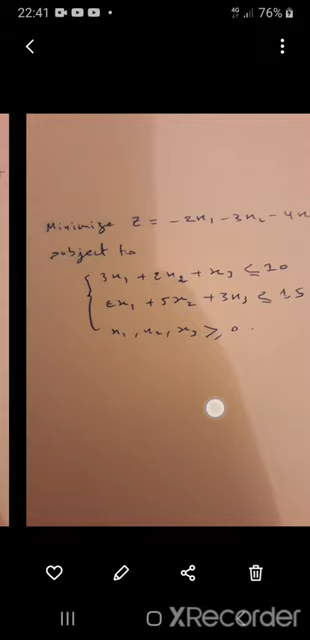 22:41 4G 76%
Minimize Z = -2x₁ - 3x₂ - 4x
subject to
3x₁ + 2x₂ + x₃ ≤ 10
2x₁ + 5x₂ + 3x₃ ≤ 15
x₁, x₂, x₃ ≥ 0.
XRecorder